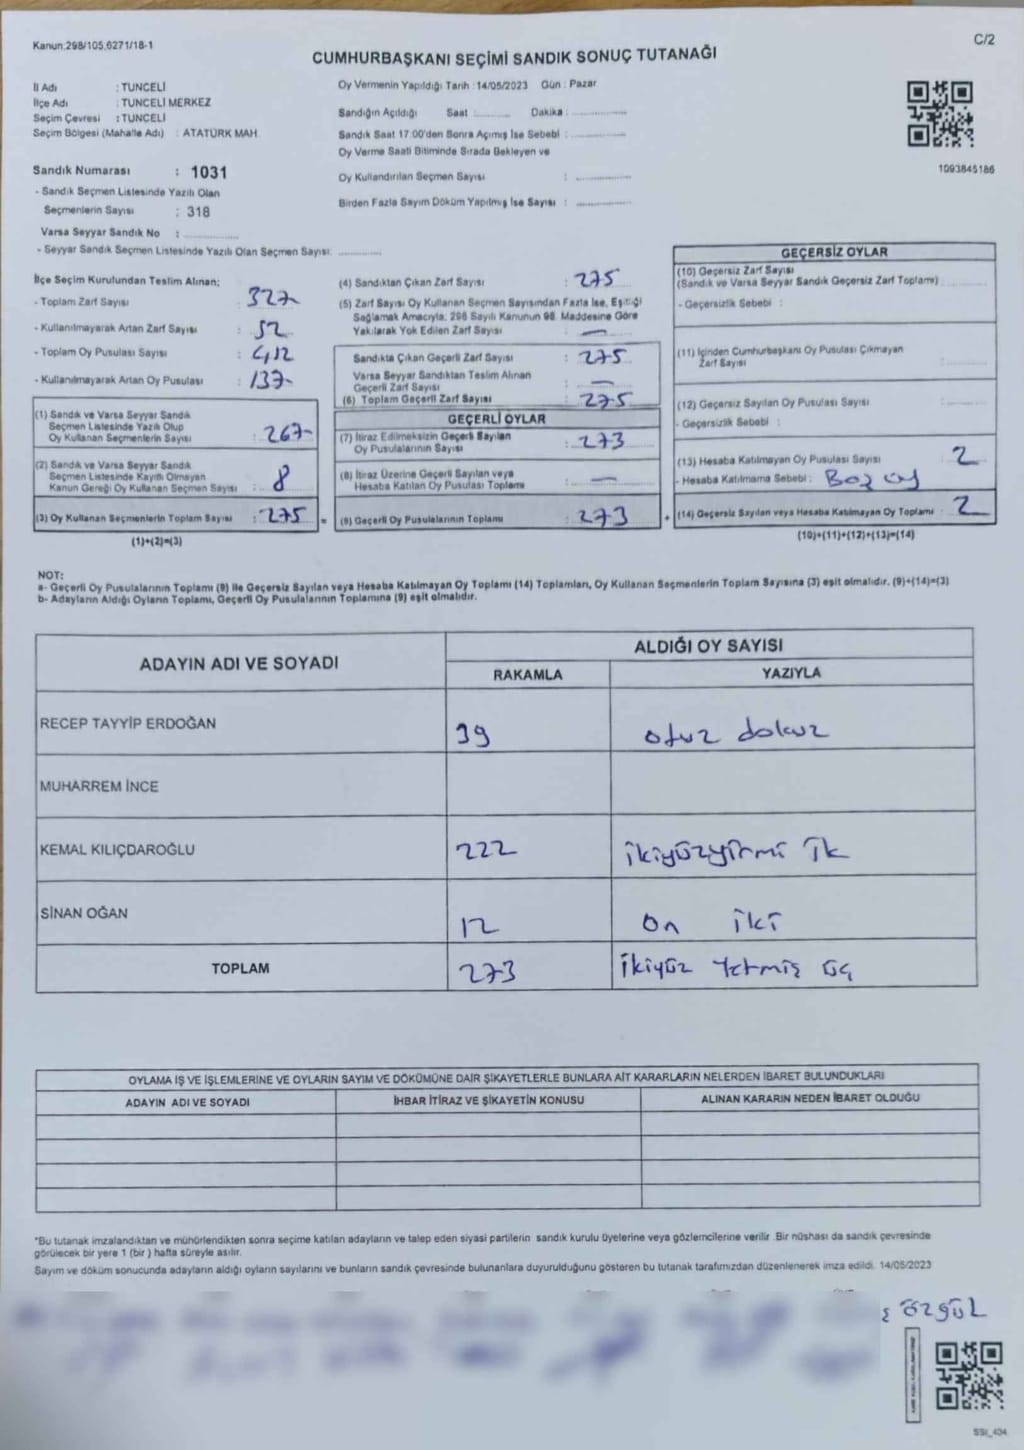 Kanun:298/105,6271/18-1
C/2
CUMHURBAŞKANI SEÇİMİ SANDIK SONUÇ TUTANAĞI
İl Adı : TUNCELİ
İlçe Adı : TUNCELİ MERKEZ
Seçim Çevresi : TUNCELİ
Seçim Bölgesi (Mahalle Adı) : ATATÜRK MAH.
Sandık Numarası : 1031
- Sandık Seçmen Listesinde Yazılı Olan
Seçmenlerin Sayısı : 318
Varsa Seyyar Sandık No : ..............
- Seyyar Sandık Seçmen Listesinde Yazılı Olan Seçmen Sayısı: ............
Oy Vermenin Yapıldığı Tarih : 14/05/2023 Gün : Pazar
Sandığın Açıldığı Saat .......... Dakika : ..............
Sandık Saat 17:00'den Sonra Açımış İse Sebebi : ..............
Oy Verme Saati Bitiminde Sırada Bekleyen ve
Oy Kullandırılan Seçmen Sayısı : ..............
Birden Fazla Sayım Döküm Yapılmış İse Sayısı : ..............
1093845186
İlçe Seçim Kurulundan Teslim Alınan;
- Toplam Zarf Sayısı : 327
- Kullanılmayarak Artan Zarf Sayısı : 52
- Toplam Oy Pusulası Sayısı : 412
- Kullanılmayarak Artan Oy Pusulası : 137
(1) Sandık ve Varsa Seyyar Sandık
Seçmen Listesinde Yazılı Olup
Oy Kullanan Seçmenlerin Sayısı : 267
(2) Sandık ve Varsa Seyyar Sandık
Seçmen Listesinde Kayıtlı Olmayan
Kanun Gereği Oy Kullanan Seçmen Sayısı : 8
(3) Oy Kullanan Seçmenlerin Toplam Sayısı : 275 =
(1)+(2)=(3)
(4) Sandıktan Çıkan Zarf Sayısı : 275
(5) Zarf Sayısı Oy Kullanan Seçmen Sayısından Fazla İse, Eşitliği
Sağlamak Amacıyla, 298 Sayılı Kanunun 98. Maddesine Göre
Yakılarak Yok Edilen Zarf Sayısı : —
Sandıkta Çıkan Geçerli Zarf Sayısı : 275
Varsa Seyyar Sandıktan Teslim Alınan
Geçerli Zarf Sayısı : —
(6) Toplam Geçerli Zarf Sayısı : 275
GEÇERLİ OYLAR
(7) İtiraz Edilmeksizin Geçerli Sayılan
Oy Pusulalarının Sayısı : 273
(8) İtiraz Üzerine Geçerli Sayılan veya
Hesaba Katılan Oy Pusulası Toplamı : —
(9) Geçerli Oy Pusulalarının Toplamı : 273 +
GEÇERSİZ OYLAR
(10) Geçersiz Zarf Sayısı
(Sandık ve Varsa Seyyar Sandık Geçersiz Zarf Toplamı) :
- Geçersizlik Sebebi :
(11) İçinden Cumhurbaşkanı Oy Pusulası Çıkmayan
Zarf Sayısı :
(12) Geçersiz Sayılan Oy Pusulası Sayısı :
- Geçersizlik Sebebi :
(13) Hesaba Katılmayan Oy Pusulası Sayısı : 2
- Hesaba Katılmama Sebebi : Boş oy
(14) Geçersiz Sayılan veya Hesaba Katılmayan Oy Toplamı : 2
(10)+(11)+(12)+(13)=(14)
NOT:
a- Geçerli Oy Pusulalarının Toplamı (9) ile Geçersiz Sayılan veya Hesaba Katılmayan Oy Toplamı (14) Toplamları, Oy Kullanan Seçmenlerin Toplam Sayısına (3) eşit olmalıdır. (9)+(14)=(3)
b- Adayların Aldığı Oyların Toplamı, Geçerli Oy Pusulalarının Toplamına (9) eşit olmalıdır.
ADAYIN ADI VE SOYADI
ALDIĞI OY SAYISI
RAKAMLA YAZIYLA
RECEP TAYYİP ERDOĞAN 39 otuz dokuz
MUHARREM İNCE
KEMAL KILIÇDAROĞLU 222 ikiyüzyirmi ik
SİNAN OĞAN 12 on iki
TOPLAM 273 ikiyüz yetmiş üç
OYLAMA İŞ VE İŞLEMLERİNE VE OYLARIN SAYIM VE DÖKÜMÜNE DAİR ŞİKAYETLERLE BUNLARA AİT KARARLARIN NELERDEN İBARET BULUNDUKLARI
ADAYIN ADI VE SOYADI İHBAR İTİRAZ VE ŞİKAYETİN KONUSU ALINAN KARARIN NEDEN İBARET OLDUĞU
*Bu tutanak imzalandıktan ve mühürlendikten sonra seçime katılan adayların ve talep eden siyasi partilerin sandık kurulu üyelerine veya gözlemcilerine verilir. Bir nüshası da sandık çevresinde
görülecek bir yere 1 (bir ) hafta süreyle asılır.
Sayım ve döküm sonucunda adayların aldığı oyların sayılarını ve bunların sandık çevresinde bulunanlara duyurulduğunu gösteren bu tutanak tarafımızdan düzenlenerek imza edildi. 14/05/2023
özgül
SSI_404